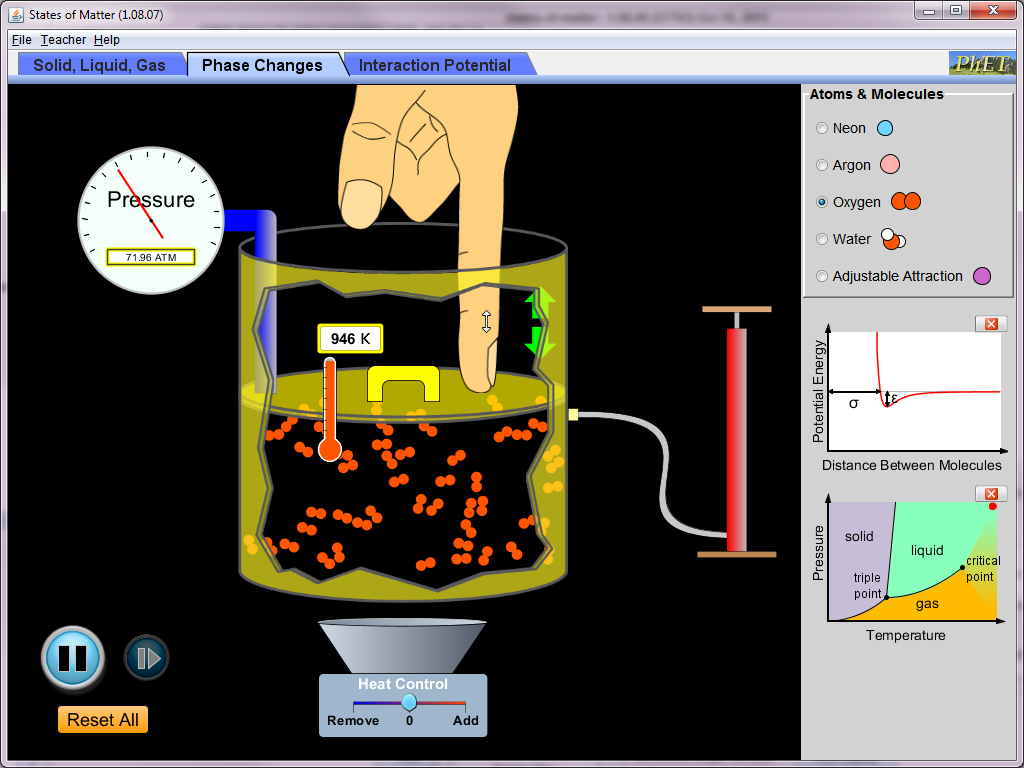 States of Matter (1.08.07)
File Teacher Help
Solid, Liquid, Gas
Phase Changes
Interaction Potential
PhET
Pressure
71.96 ATM
946 K
Heat Control
Remove 0 Add
Reset All
Atoms & Molecules
Neon
Argon
Oxygen
Water
Adjustable Attraction
Potential Energy
σ
ε
Distance Between Molecules
Pressure
solid
liquid
critical
point
triple
point
gas
Temperature